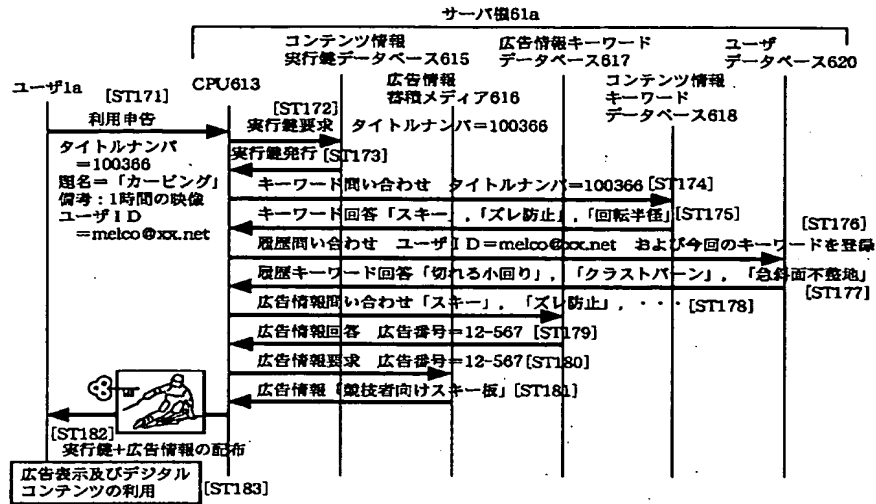 サーバ側61a
コンテンツ情報
実行鍵データベース615
広告情報キーワード
データベース617
ユーザ
データベース620
ユーザ1a
[ST171]
CPU613
広告情報
蓄積メディア616
コンテンツ情報
キーワード
データベース618
利用申告
[ST172]
実行鍵要求 タイトルナンバ=100366
タイトルナンバ
=100366
題名=「カービング」
備考:1時間の映像
ユーザID
=melco@xx.net
実行鍵発行 [ST173]
キーワード問い合わせ タイトルナンバ=100366 [ST174]
キーワード回答「スキー」,「ズレ防止」,「回転半径」[ST175]
[ST176]
履歴問い合わせ ユーザID=melco@xx.net および今回のキーワードを登録
履歴キーワード回答「切れる小回り」,「クラストバーン」,「急斜面不整地」
[ST177]
広告情報問い合わせ「スキー」,「ズレ防止」,・・・[ST178]
広告情報回答 広告番号=12-567 [ST179]
広告情報要求 広告番号=12-567[ST180]
広告情報「競技者向けスキー板」[ST181]
[ST182]
実行鍵+広告情報の配布
広告表示及びデジタル
コンテンツの利用
[ST183]